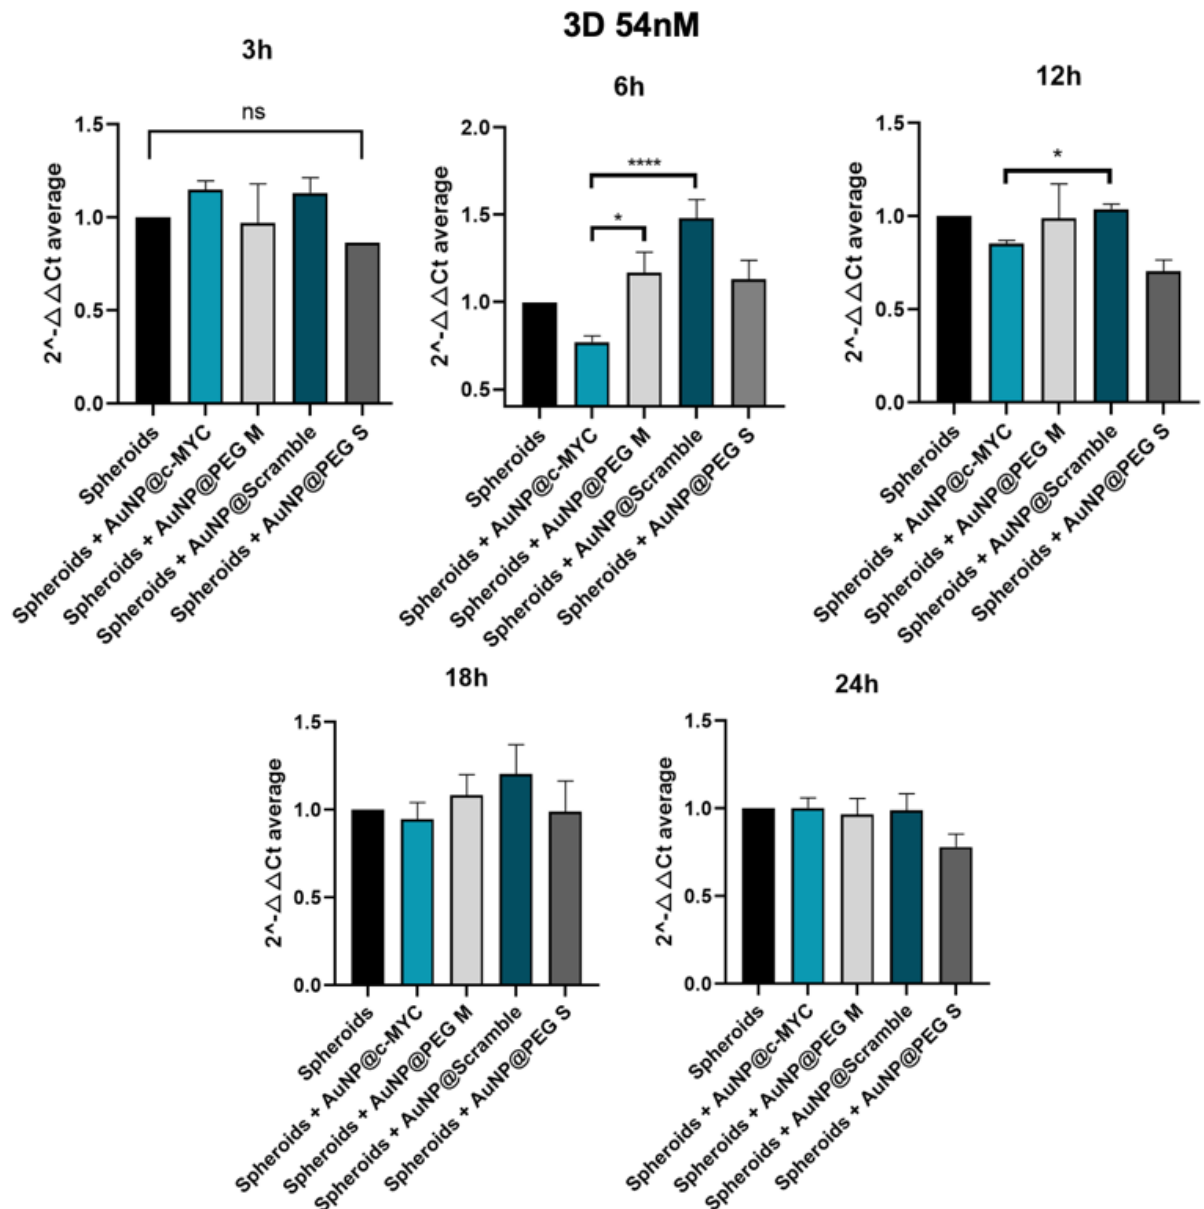 3D 54nM
3h
ns
2^-△△Ct average
1.5
1.0
0.5
0.0
Spheroids
Spheroids + AuNP@c-MYC
Spheroids + AuNP@PEG M
Spheroids + AuNP@Scramble
Spheroids + AuNP@PEG S
6h
****
*
2^-△△Ct average
2.0
1.5
1.0
0.5
Spheroids
Spheroids + AuNP@c-MYC
Spheroids + AuNP@PEG M
Spheroids + AuNP@Scramble
Spheroids + AuNP@PEG S
12h
*
2^-△△Ct average
1.5
1.0
0.5
0.0
Spheroids
Spheroids + AuNP@c-MYC
Spheroids + AuNP@PEG M
Spheroids + AuNP@Scramble
Spheroids + AuNP@PEG S
18h
2^-△△Ct average
1.5
1.0
0.5
0.0
Spheroids
Spheroids + AuNP@c-MYC
Spheroids + AuNP@PEG M
Spheroids + AuNP@Scramble
Spheroids + AuNP@PEG S
24h
2^-△△Ct average
1.5
1.0
0.5
0.0
Spheroids
Spheroids + AuNP@c-MYC
Spheroids + AuNP@PEG M
Spheroids + AuNP@Scramble
Spheroids + AuNP@PEG S